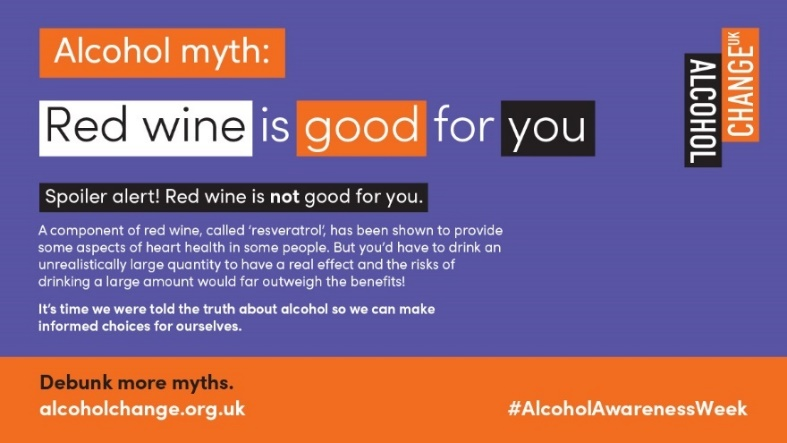 Alcohol myth:
Red wine is good for you
ALCOHOL
CHANGE UK
Spoiler alert! Red wine is not good for you.
A component of red wine, called ‘resveratrol’, has been shown to provide
some aspects of heart health in some people. But you’d have to drink an
unrealistically large quantity to have a real effect and the risks of
drinking a large amount would far outweigh the benefits!
It’s time we were told the truth about alcohol so we can make
informed choices for ourselves.
Debunk more myths.
alcoholchange.org.uk
#AlcoholAwarenessWeek